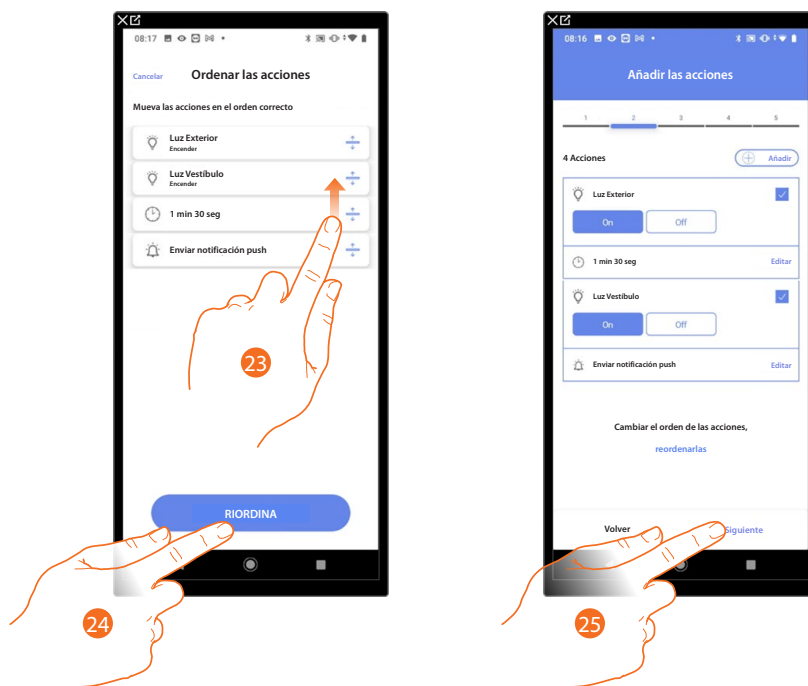 08:17
Cancelar
Ordenar las acciones
Mueva las acciones en el orden correcto
Luz Exterior
Encender
Luz Vestíbulo
Encender
1 min 30 seg
Enviar notificación push
23
RIORDINA
24
08:16
Añadir las acciones
1 2 3 4 5
4 Acciones
Añadir
Luz Exterior
On Off
1 min 30 seg Editar
Luz Vestíbulo
On Off
Enviar notificación push Editar
Cambiar el orden de las acciones,
reordenarlas
Volver Siguiente
25